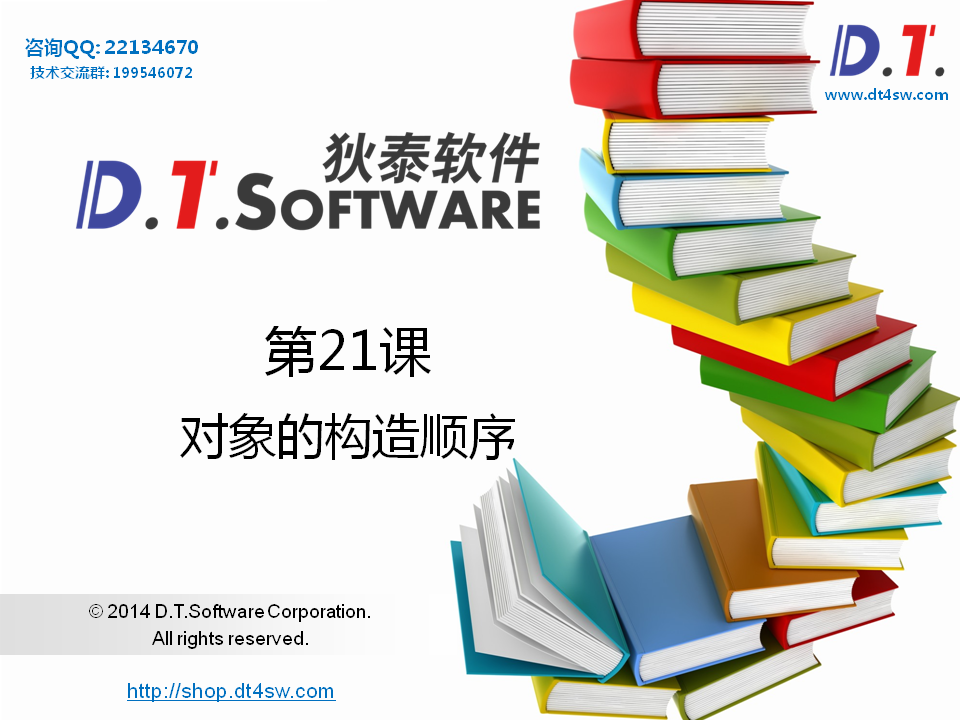 咨询QQ: 22134670
技术交流群: 199546072
D.T.
www.dt4sw.com
狄泰软件
D.T.SOFTWARE
第21课
对象的构造顺序
© 2014 D.T.Software Corporation.
All rights reserved.
http://shop.dt4sw.com